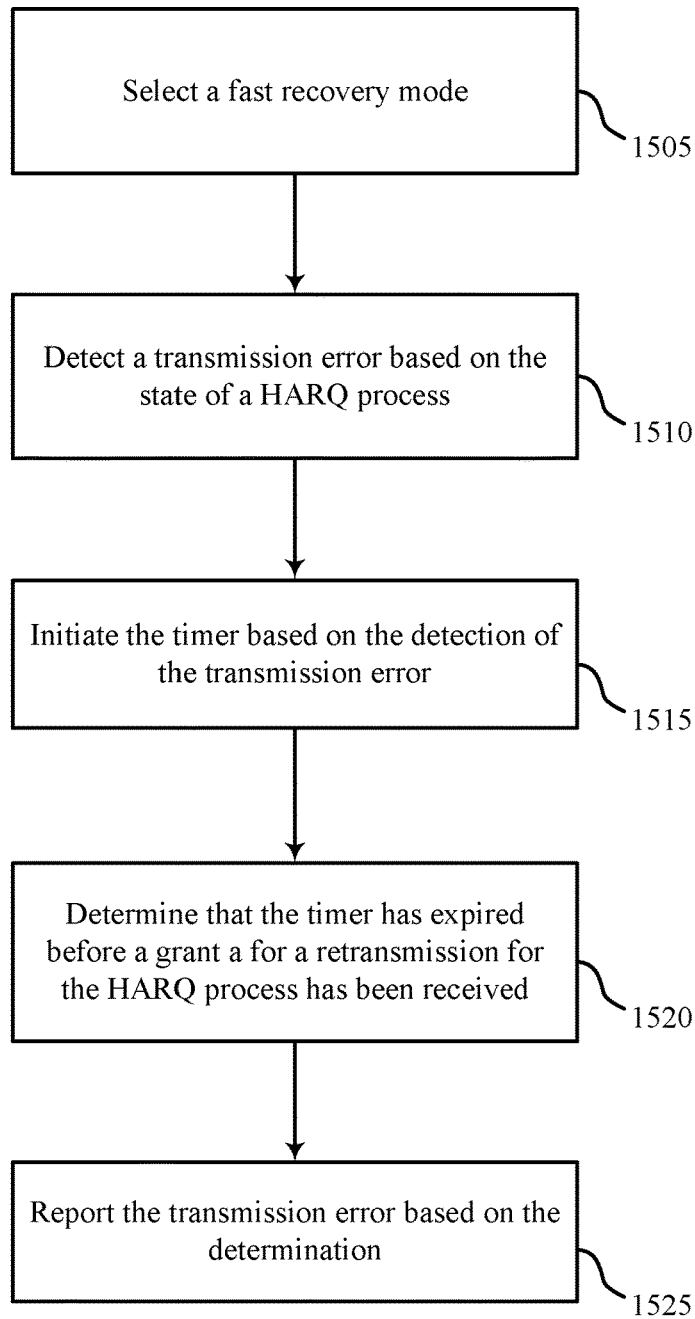 Select a fast recovery mode
1505
Detect a transmission error based on the
state of a HARQ process
1510
Initiate the timer based on the detection of
the transmission error
1515
Determine that the timer has expired
before a grant a for a retransmission for
the HARQ process has been received
1520
Report the transmission error based on the
determination
1525